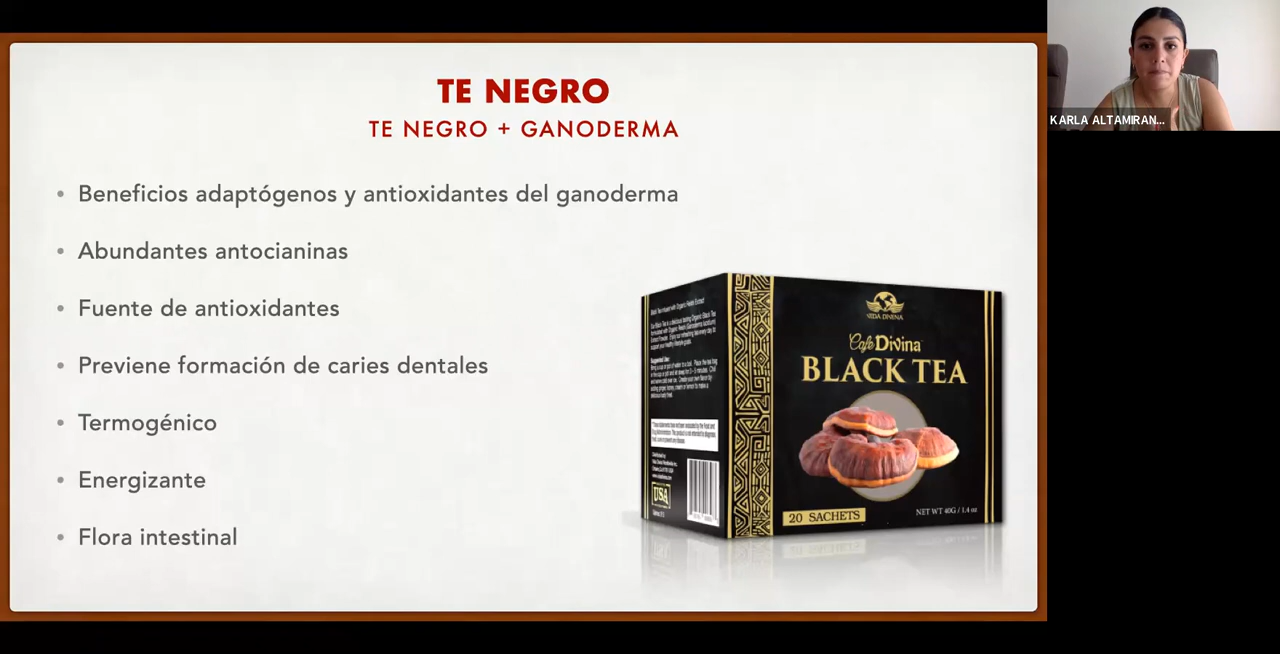 TE NEGRO
TE NEGRO + GANODERMA
• Beneficios adaptógenos y antioxidantes del ganoderma
• Abundantes antocianinas
• Fuente de antioxidantes
• Previene formación de caries dentales
• Termogénico
• Energizante
• Flora intestinal
VIDA DIVINA
Cafe Divina
BLACK TEA
20 SACHETS
NET WT 40G / 1.4 oz
Suggested Use:
USA
KARLA ALTAMIRAN...